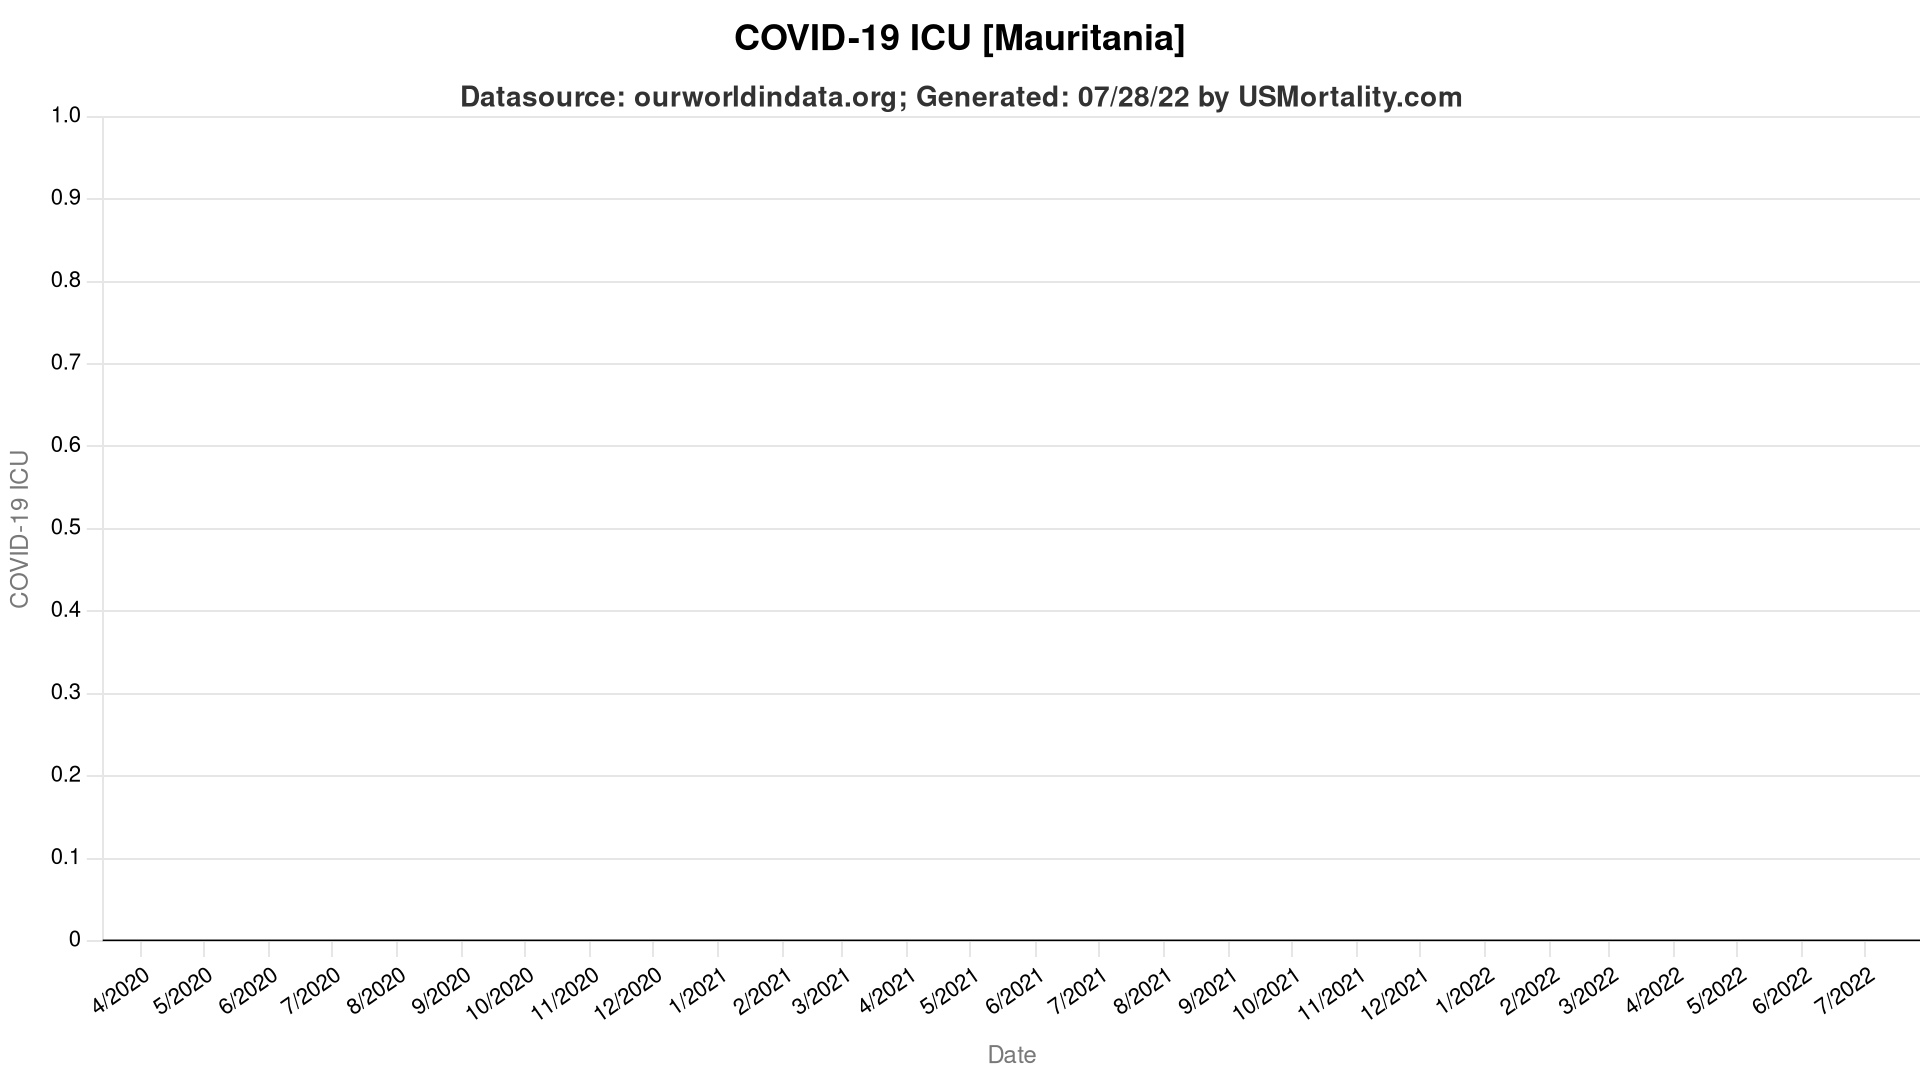 COVID-19 ICU [Mauritania]
Datasource: ourworldindata.org; Generated: 07/28/22 by USMortality.com
1.0
0.9
0.8
0.7
0.6
0.5
0.4
0.3
0.2
0.1
0
COVID-19 ICU
4/2020 5/2020 6/2020 7/2020 8/2020 9/2020 10/2020 11/2020 12/2020 1/2021 2/2021 3/2021 4/2021 5/2021 6/2021 7/2021 8/2021 9/2021 10/2021 11/2021 12/2021 1/2022 2/2022 3/2022 4/2022 5/2022 6/2022 7/2022
Date